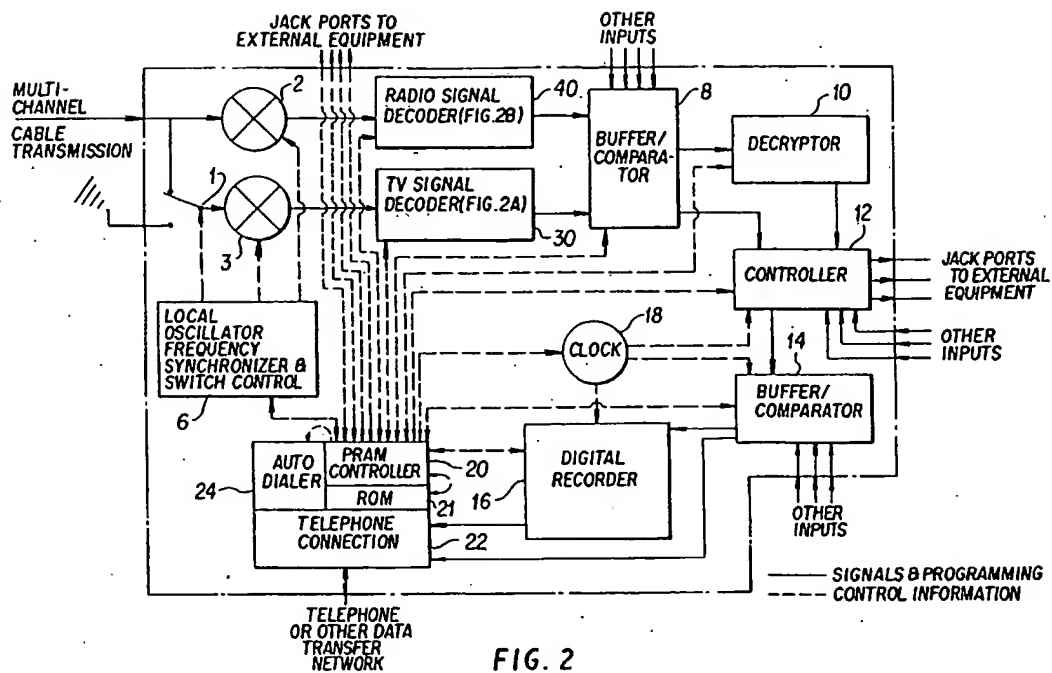 JACK PORTS TO
EXTERNAL EQUIPMENT
OTHER
INPUTS
MULTI-
CHANNEL
CABLE
TRANSMISSION
2
RADIO SIGNAL
DECODER(FIG.2B)
40
8
BUFFER/
COMPARA-
TOR
10
DECRYPTOR
1
3
TV SIGNAL
DECODER(FIG.2A)
30
12
CONTROLLER
JACK PORTS
TO EXTERNAL
EQUIPMENT
LOCAL
OSCILLATOR
FREQUENCY
SYNCHRONIZER &
SWITCH CONTROL
6
18
CLOCK
OTHER
INPUTS
14
BUFFER/
COMPARATOR
AUTO
DIALER
24
PRAM
CONTROLLER
20
ROM
21
TELEPHONE
CONNECTION
22
DIGITAL
RECORDER
16
OTHER
INPUTS
SIGNALS & PROGRAMMING
CONTROL INFORMATION
TELEPHONE
OR OTHER DATA
TRANSFER
NETWORK
FIG. 2